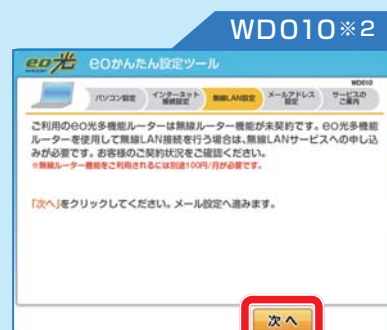 WD010※2
eo光 eoかんたん設定ツール
WD010
パソコン設定 インターネット接続設定 無線LAN設定 メールアドレス設定 サービスのご案内
ご利用のeo光多機能ルーターは無線ルーター機能が未契約です。eo光多機能
ルーターを使用して無線LAN接続を行う場合は、無線LANサービスへの申し込
みが必要です。お客様のご契約状況をご確認ください。
※無線ルーター機能をご利用されるには別途100円/月が必要です。
「次へ」をクリックしてください。メール設定へ進みます。
次へ